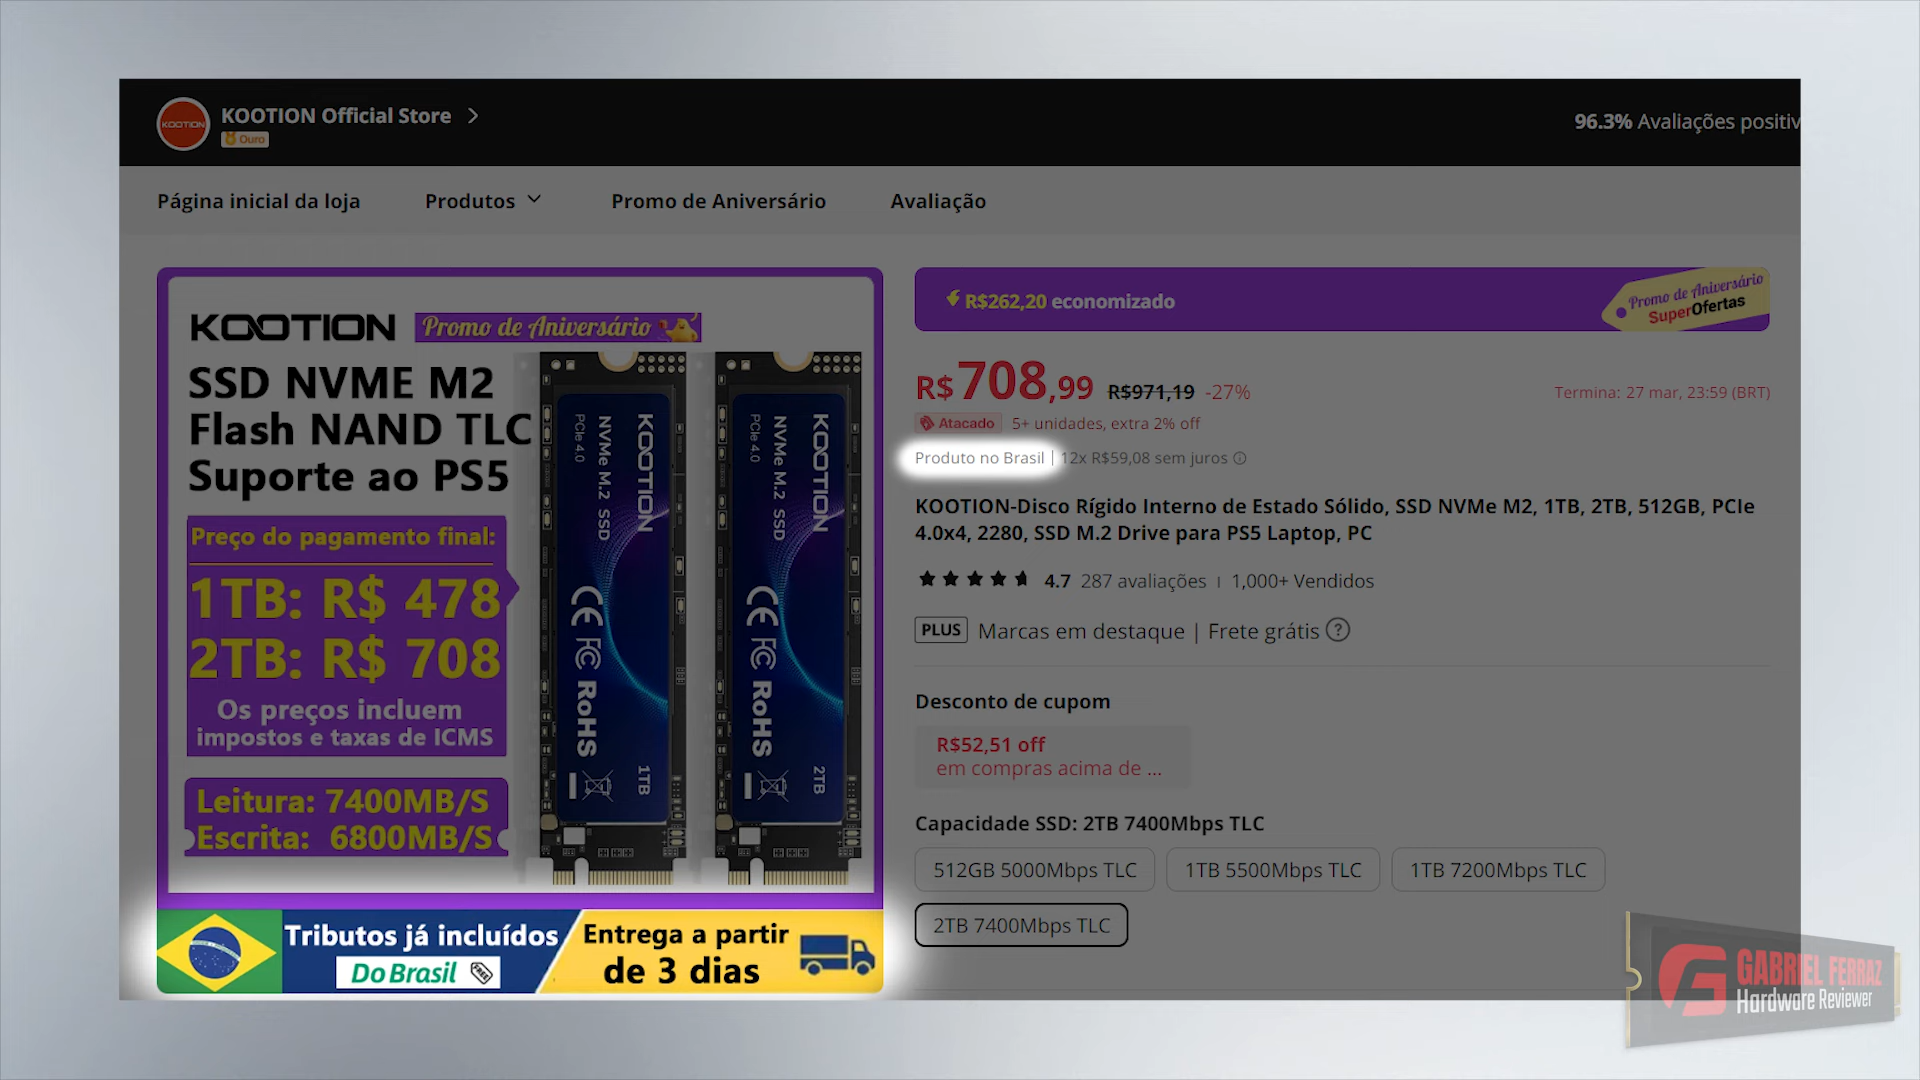 KOOTION
KOOTION Official Store
Ouro
96.3% Avaliações positiv
Página inicial da loja
Produtos
Promo de Aniversário
Avaliação
KOOTION
Promo de Aniversário
SSD NVME M2
Flash NAND TLC
Suporte ao PS5
Preço do pagamento final:
1TB: R$ 478
2TB: R$ 708
Os preços incluem
impostos e taxas de ICMS
Leitura: 7400MB/S
Escrita: 6800MB/S
KOOTION
NVMe M.2 SSD
PCIe 4.0
CE FC RoHS
1TB
KOOTION
NVMe M.2 SSD
PCIe 4.0
CE FC RoHS
2TB
Tributos já incluídos
Do Brasil
FREE
Entrega a partir
de 3 dias
R$262,20 economizado
Promo de Aniversário
SuperOfertas
R$708,99 R$971,19 -27%
Termina: 27 mar, 23:59 (BRT)
Atacado 5+ unidades, extra 2% off
Produto no Brasil | 12x R$59,08 sem juros
KOOTION-Disco Rígido Interno de Estado Sólido, SSD NVMe M2, 1TB, 2TB, 512GB, PCIe
4.0x4, 2280, SSD M.2 Drive para PS5 Laptop, PC
4.7 287 avaliações | 1,000+ Vendidos
PLUS Marcas em destaque | Frete grátis ?
Desconto de cupom
R$52,51 off
em compras acima de ...
Capacidade SSD: 2TB 7400Mbps TLC
512GB 5000Mbps TLC
1TB 5500Mbps TLC
1TB 7200Mbps TLC
2TB 7400Mbps TLC
GABRIEL FERRAZ
Hardware Reviewer